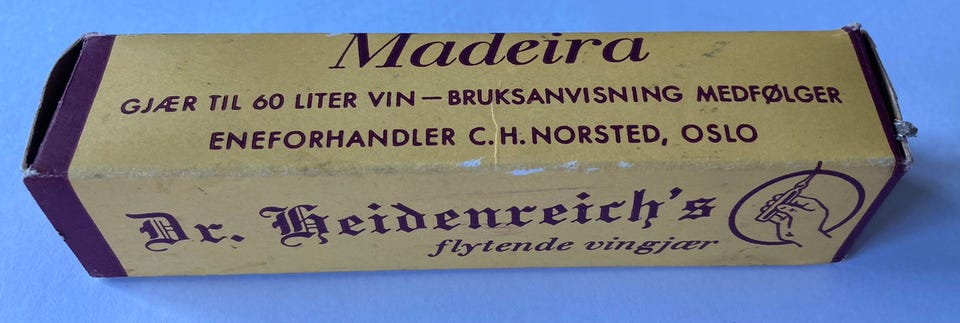 Madeira
GJÆR TIL 60 LITER VIN — BRUKSANVISNING MEDFØLGER
ENEFORHANDLER C. H. NORSTED, OSLO
Dr. Heidenreich's
flytende vingjær